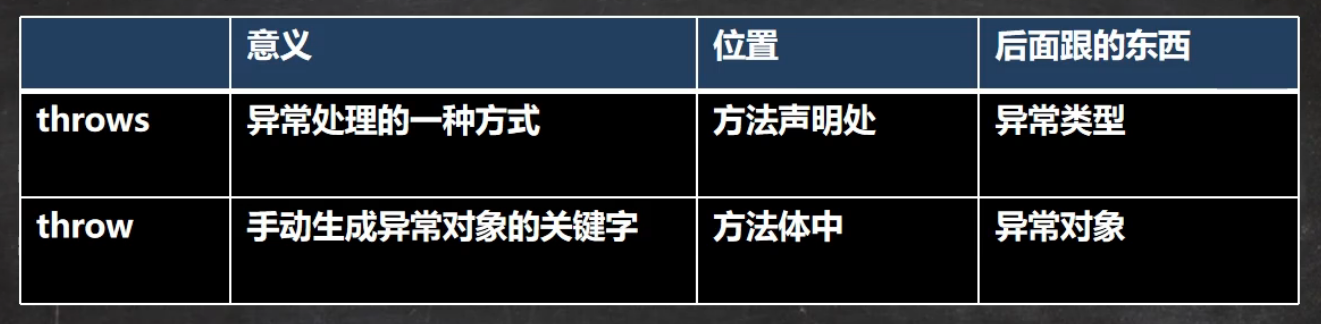 意义 位置 后面跟的东西
throws 异常处理的一种方式 方法声明处 异常类型
throw 手动生成异常对象的关键字 方法体中 异常对象